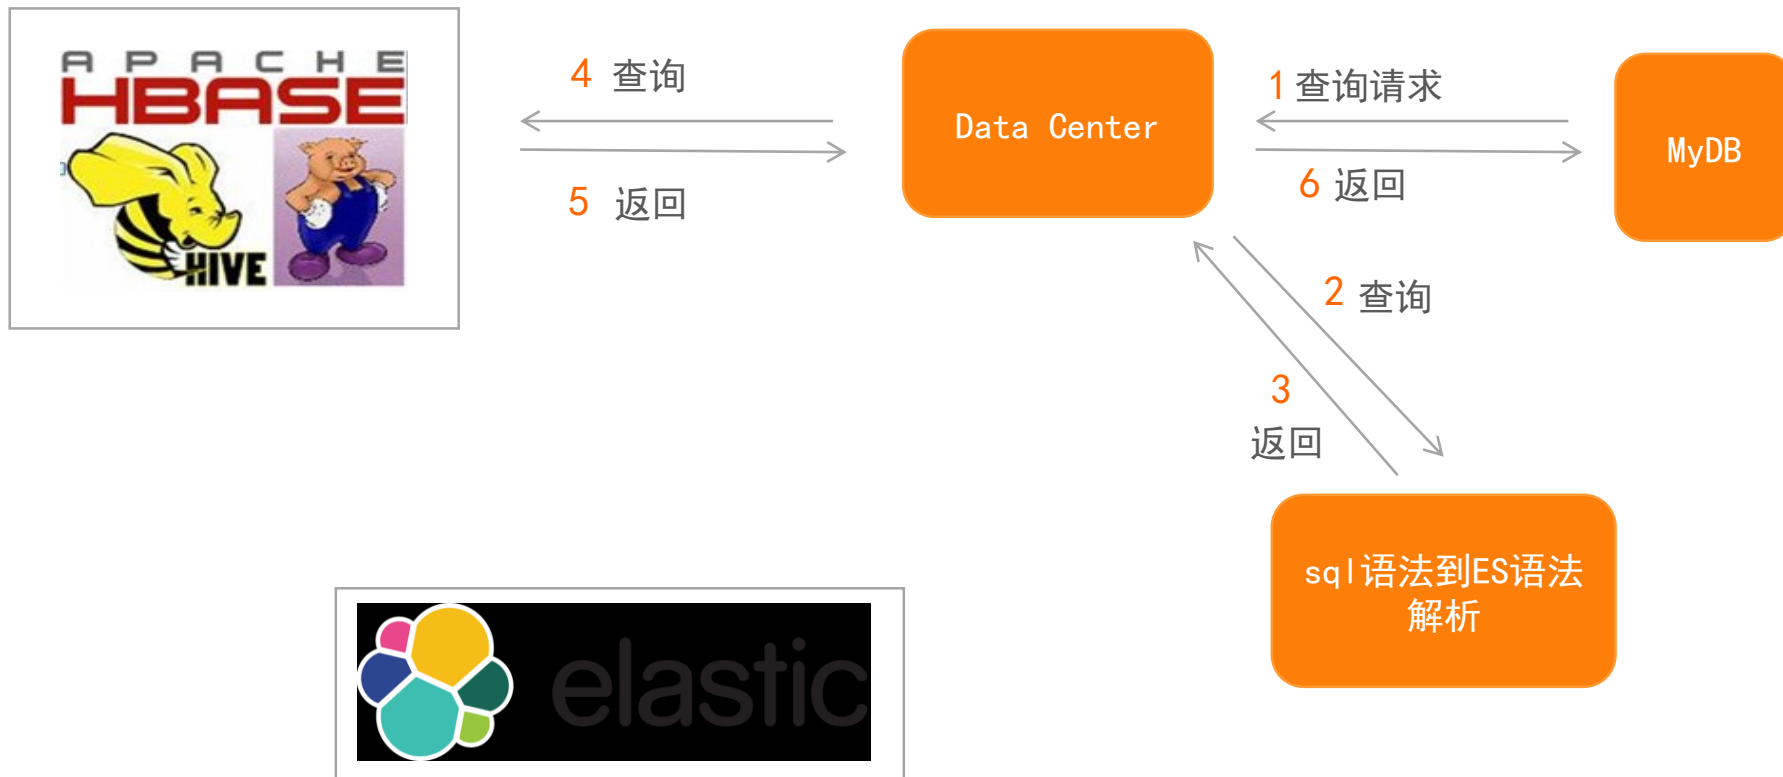 APACHE
HBASE
HIVE
4 查询
5 返回
Data Center
1 查询请求
6 返回
MyDB
2 查询
3
返回
sql语法到ES语法
解析
elastic